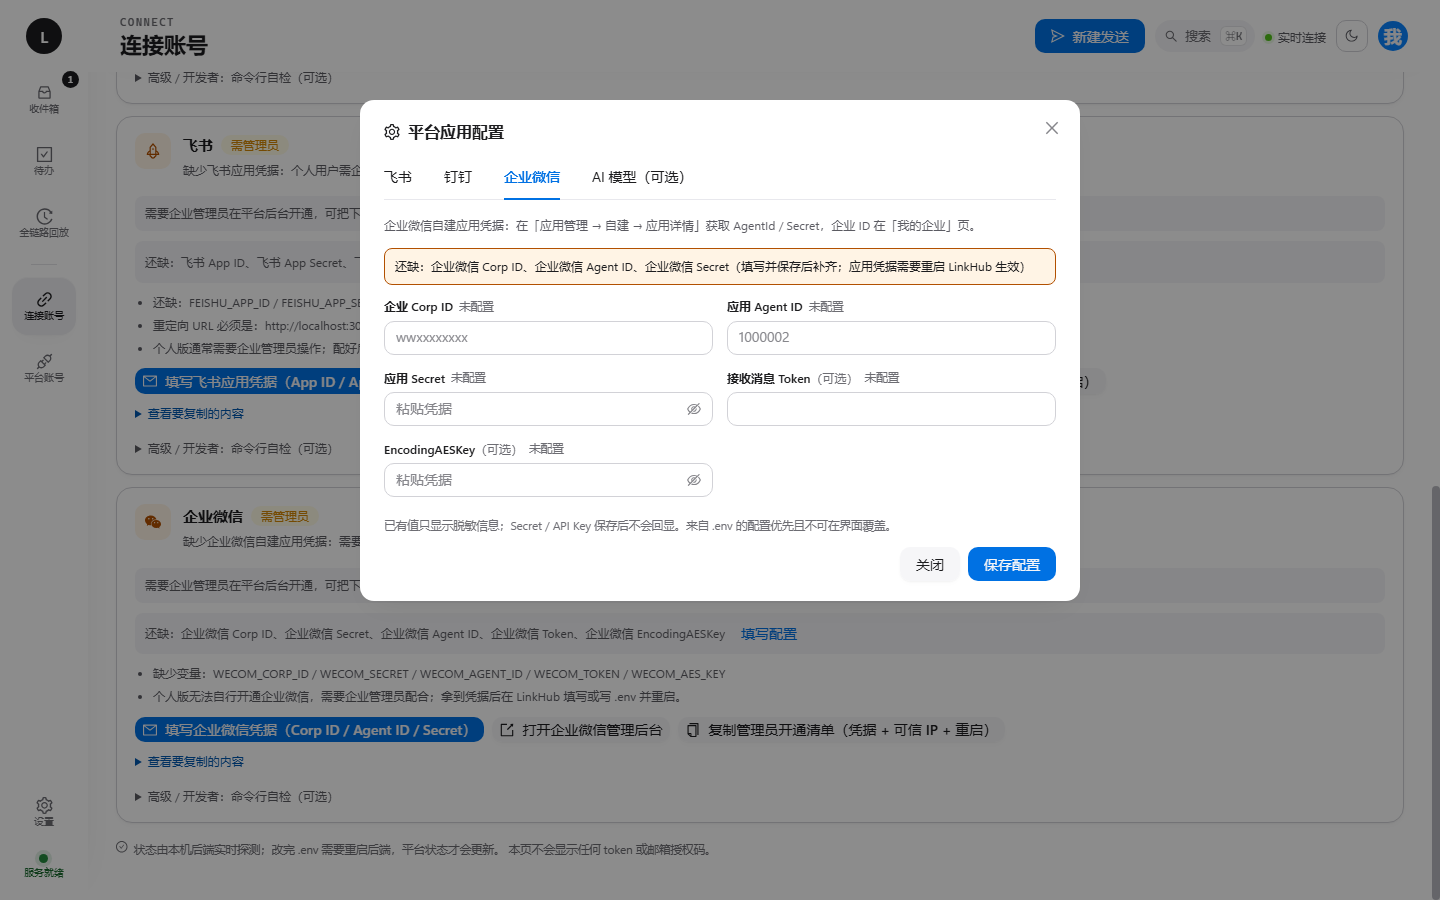 L
CONNECT
连接账号
新建发送
搜索
⌘K
实时连接
我
1
收件箱
待办
全链路回放
连接账号
平台账号
设置
服务就绪
高级 / 开发者：命令行自检（可选）
飞书
需管理员
缺少飞书应用凭据：个人用户需企
需要企业管理员在平台后台开通，可把下
还缺：飞书 App ID、飞书 App Secret、
还缺：FEISHU_APP_ID / FEISHU_APP_SE
重定向 URL 必须是：http://localhost:30
个人版通常需要企业管理员操作；配好
填写飞书应用凭据（App ID / A
查看要复制的内容
高级 / 开发者：命令行自检（可选）
平台应用配置
飞书
钉钉
企业微信
AI 模型（可选）
企业微信自建应用凭据：在「应用管理 → 自建 → 应用详情」获取 AgentId / Secret，企业 ID 在「我的企业」页。
还缺：企业微信 Corp ID、企业微信 Agent ID、企业微信 Secret（填写并保存后补齐；应用凭据需要重启 LinkHub 生效）
企业 Corp ID 未配置
wwxxxxxxxx
应用 Agent ID 未配置
1000002
应用 Secret 未配置
粘贴凭据
接收消息 Token（可选） 未配置
EncodingAESKey（可选） 未配置
粘贴凭据
已有值只显示脱敏信息；Secret / API Key 保存后不会回显。来自 .env 的配置优先且不可在界面覆盖。
关闭
保存配置
企业微信
需管理员
缺少企业微信自建应用凭据：需要
需要企业管理员在平台后台开通，可把下
还缺：企业微信 Corp ID、企业微信 Secret、企业微信 Agent ID、企业微信 Token、企业微信 EncodingAESKey
填写配置
缺少变量：WECOM_CORP_ID / WECOM_SECRET / WECOM_AGENT_ID / WECOM_TOKEN / WECOM_AES_KEY
个人版无法自行开通企业微信，需要企业管理员配合；拿到凭据后在 LinkHub 填写或写 .env 并重启。
填写企业微信凭据（Corp ID / Agent ID / Secret）
打开企业微信管理后台
复制管理员开通清单（凭据 + 可信 IP + 重启）
查看要复制的内容
高级 / 开发者：命令行自检（可选）
状态由本机后端实时探测；改完 .env 需要重启后端，平台状态才会更新。 本页不会显示任何 token 或邮箱授权码。